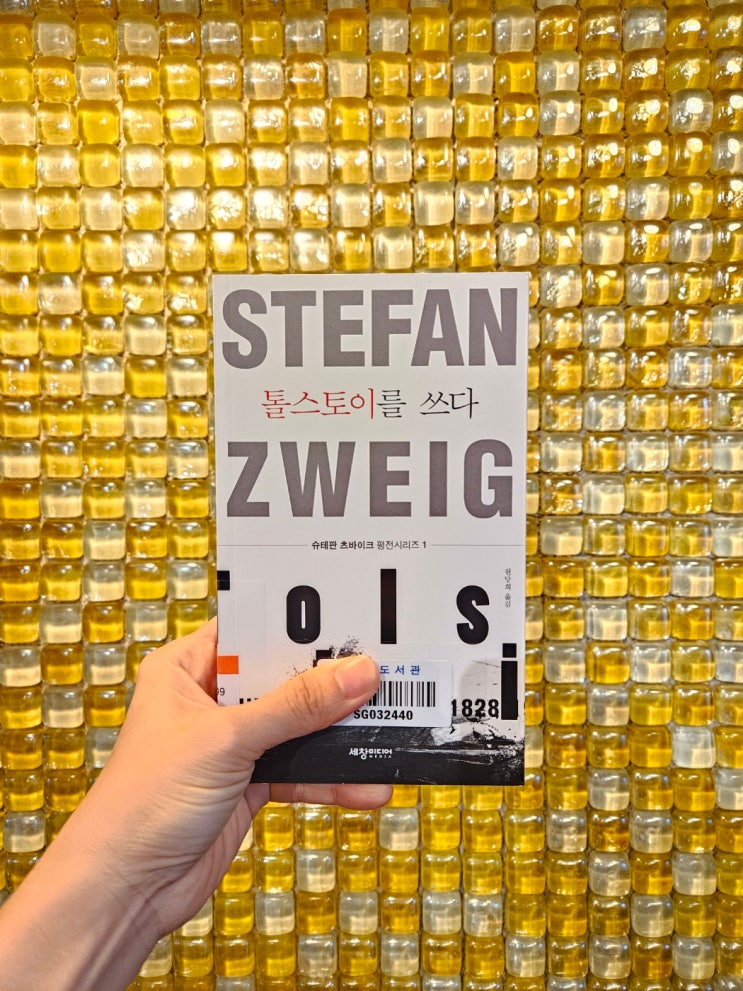 STEFAN
톨스토이를 쓰다
ZWEIG
슈테판 츠바이크 평전시리즈 1
원당희 옮김
o l s
도서관
SG032440
1828
세창미디어
MEDIA